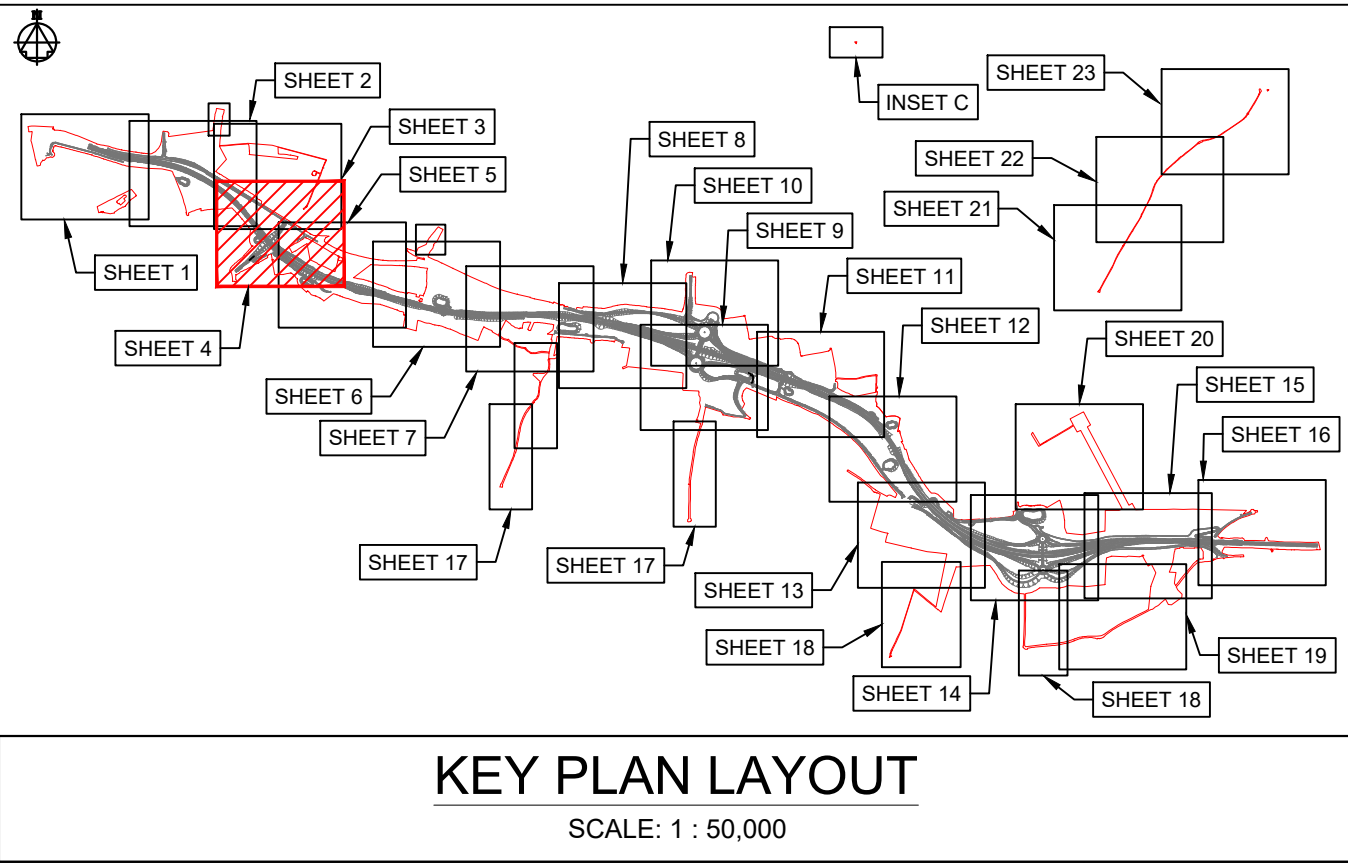 SHEET 2
SHEET 23
INSET C
SHEET 3
SHEET 8
SHEET 22
SHEET 5
SHEET 10
SHEET 21
SHEET 9
SHEET 1
SHEET 11
SHEET 12
SHEET 4
SHEET 20
SHEET 6
SHEET 15
SHEET 7
SHEET 16
SHEET 17
SHEET 17
SHEET 13
SHEET 18
SHEET 19
SHEET 14
SHEET 18
KEY PLAN LAYOUT
SCALE: 1 : 50,000